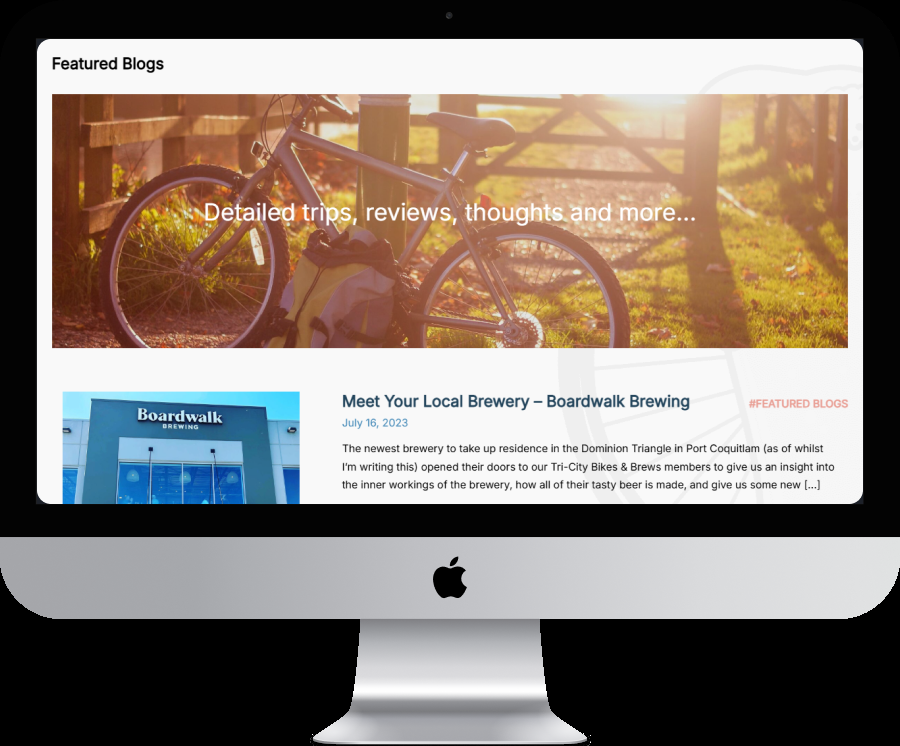 Featured Blogs
Detailed trips, reviews, thoughts and more...
Boardwalk
BREWING
Meet Your Local Brewery – Boardwalk Brewing
#FEATURED BLOGS
July 16, 2023
The newest brewery to take up residence in the Dominion Triangle in Port Coquitlam (as of whilst
I'm writing this) opened their doors to our Tri-City Bikes & Brews members to give us an insight into
the inner workings of the brewery, how all of their tasty beer is made, and give us some new [...]